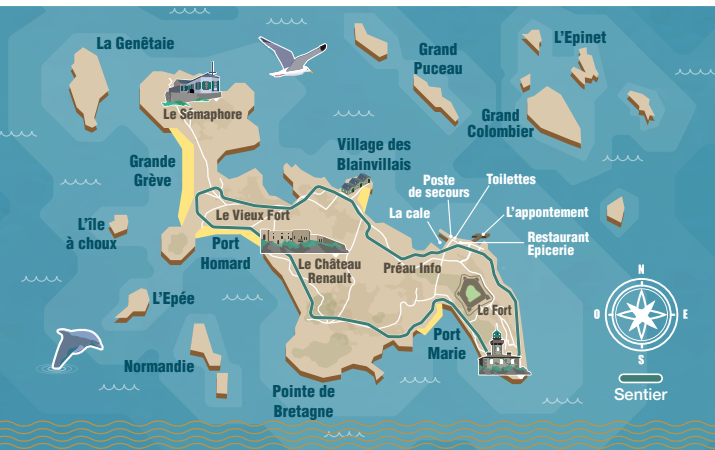 La Genêtaie
Grand
Puceau
L'Epinet
Le Sémaphore
Grand
Colombier
Village des
Blainvillais
Grande
Grève
Poste
de secours
Toilettes
La cale
L'appontement
Le Vieux Fort
L'île
à choux
Port
Homard
Restaurant
Epicerie
Le Château
Renault
Préau Info
N
O
E
S
L'Epée
Le Fort
Port
Marie
Normandie
Pointe de
Bretagne
Sentier